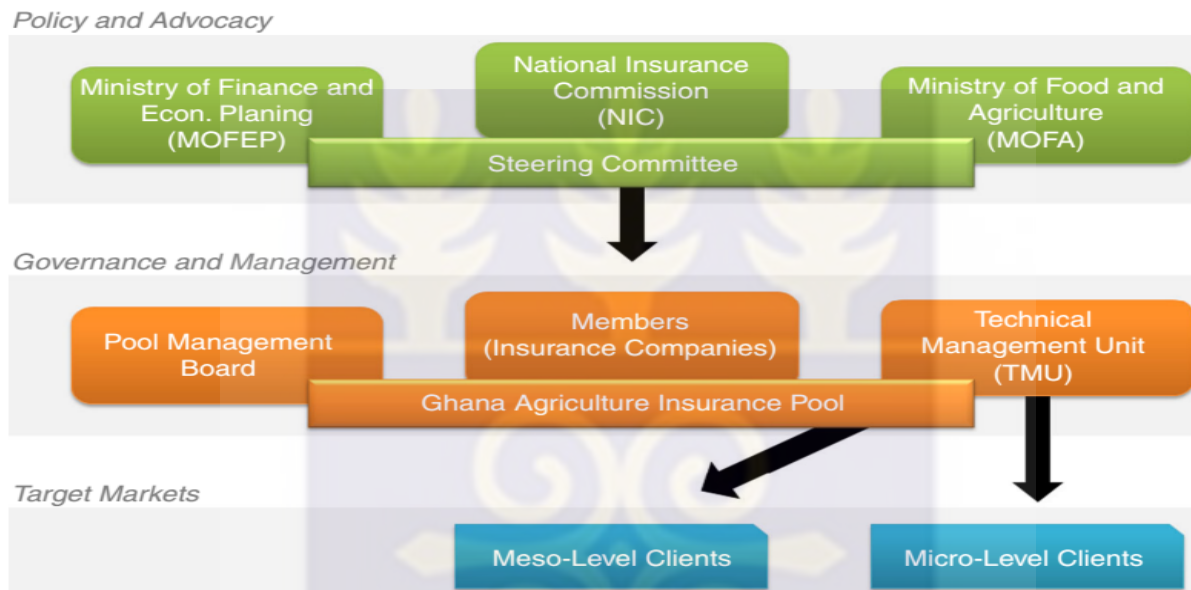 Policy and Advocacy
Ministry of Finance and
Econ. Planing
(MOFEP)
National Insurance
Commission
(NIC)
Ministry of Food and
Agriculture
(MOFA)
Steering Committee
Governance and Management
Pool Management
Board
Members
(Insurance Companies)
Technical
Management Unit
(TMU)
Ghana Agriculture Insurance Pool
Target Markets
Meso-Level Clients
Micro-Level Clients